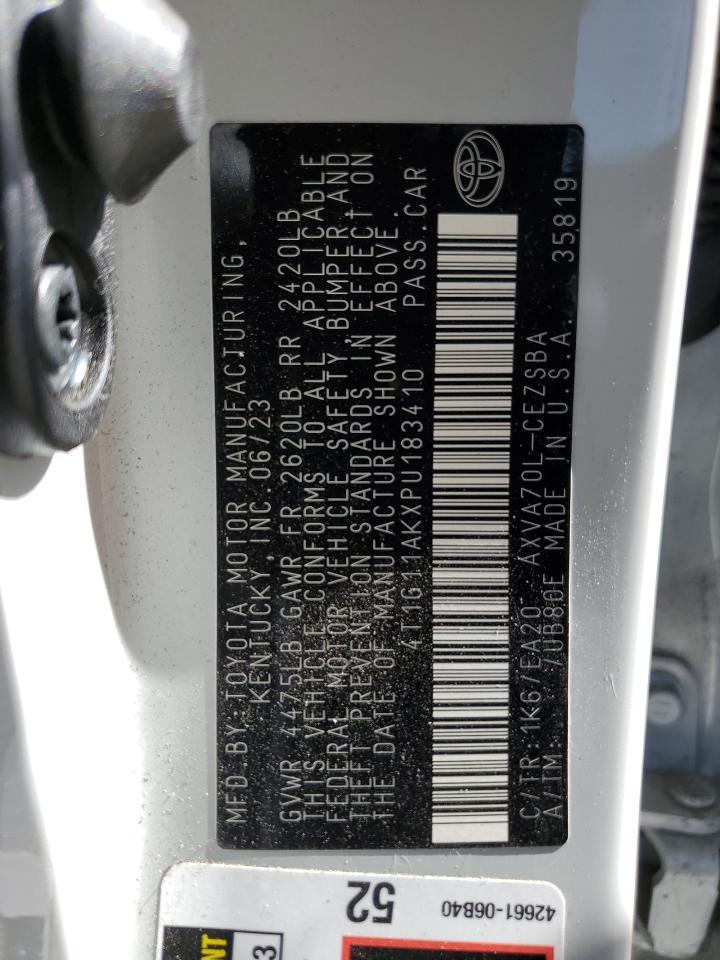 MFD.BY:TOYOTA MOTOR MANUFACTURING,
KENTUCKY,INC.06/23
GVWR 4475LB GAWR FR 2620LB RR 2420LB
THIS VEHICLE CONFORMS TO ALL APPLICABLE
FEDERAL MOTOR VEHICLE SAFETY,BUMPER,AND
THEFT PREVENTION STANDARDS IN EFFECT ON
THE DATE OF MANUFACTURE SHOWN ABOVE.
4T1G11AKXPU183410 PASS.CAR
C/TR:1K6/EA20 AXVA70L-CEZSBA
A/TM: /UB80E MADE IN U.S.A. 35819
52
42661-06B40
NT
3